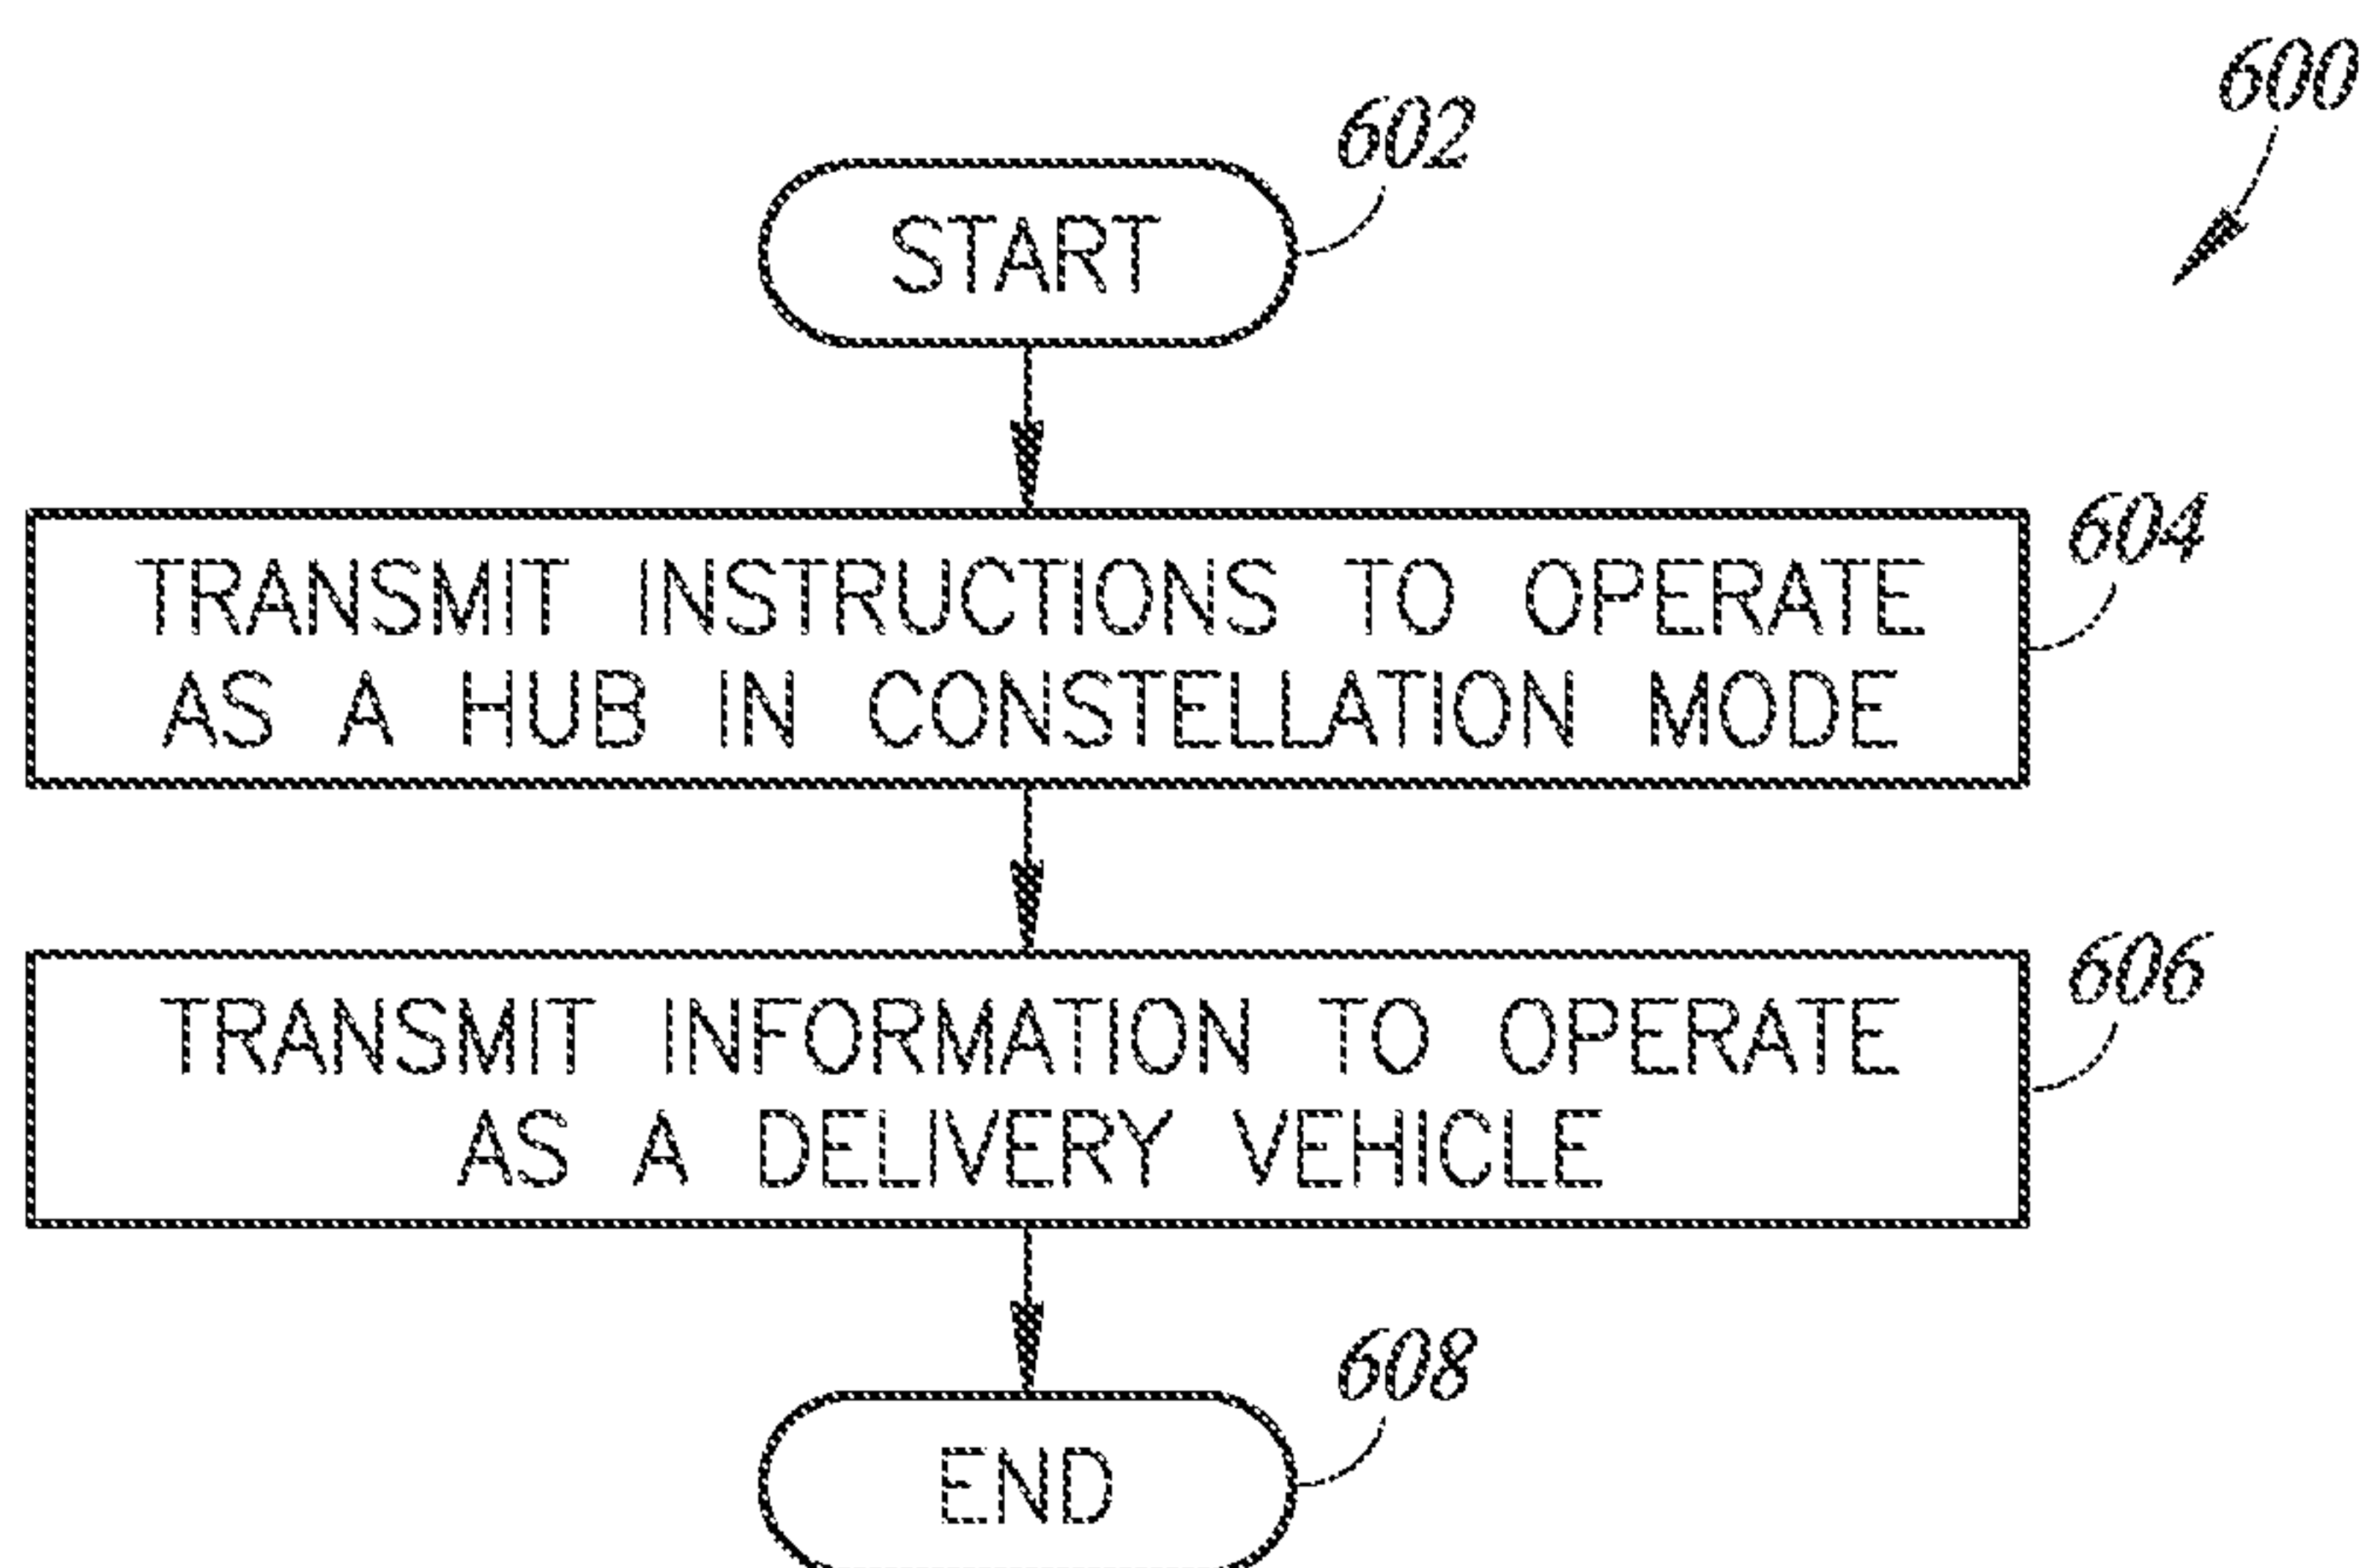 600
602
START
604
TRANSMIT INSTRUCTIONS TO OPERATE
AS A HUB IN CONSTELLATION MODE
606
TRANSMIT INFORMATION TO OPERATE
AS A DELIVERY VEHICLE
608
END